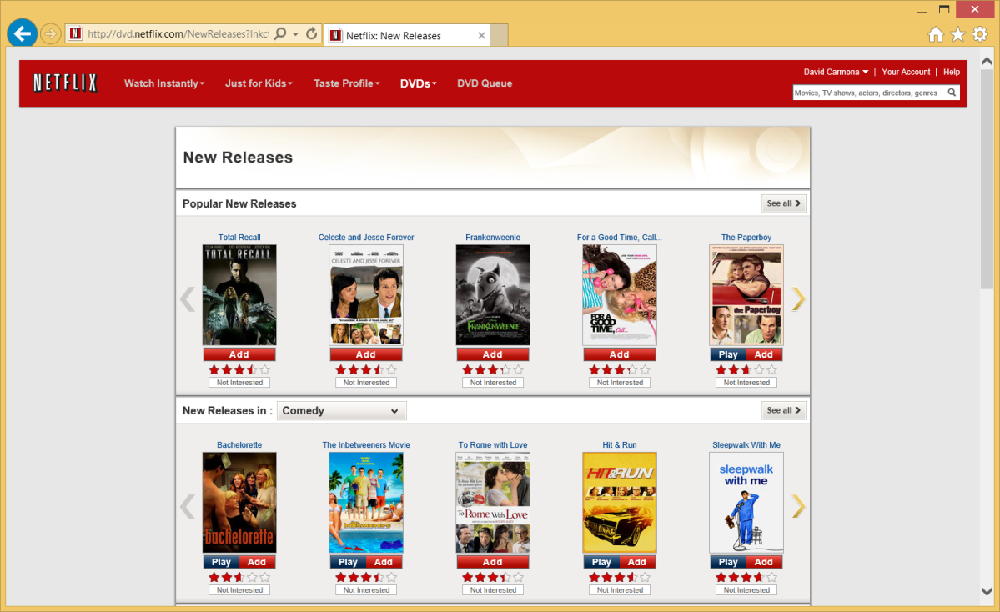 http://dvd.netflix.com/NewReleases?lnkc
Netflix: New Releases
NETFLIX
Watch Instantly
Just for Kids
Taste Profile
DVDs
DVD Queue
David Carmona | Your Account | Help
Movies, TV shows, actors, directors, genres
New Releases
Popular New Releases
See all
Total Recall
Celeste and Jesse Forever
Frankenweenie
For a Good Time, Call...
The Paperboy
TOTAL RECALL
CELESTE AND JESSE FOREVER
FRANKENWEENIE
FOR A GOOD TIME, Call...
the Paperboy
Add
Add
Add
Add
Play Add
Not Interested
Not Interested
Not Interested
Not Interested
Not Interested
New Releases in : Comedy
See all
Bachelorette
The Inbetweeners Movie
To Rome with Love
Hit & Run
Sleepwalk With Me
bachelorette
To Rome With Love
HIT & RUN
sleepwalk with me
Play Add
Play Add
Add
Play Add
Play Add
Not Interested
Not Interested
Not Interested
Not Interested
Not Interested